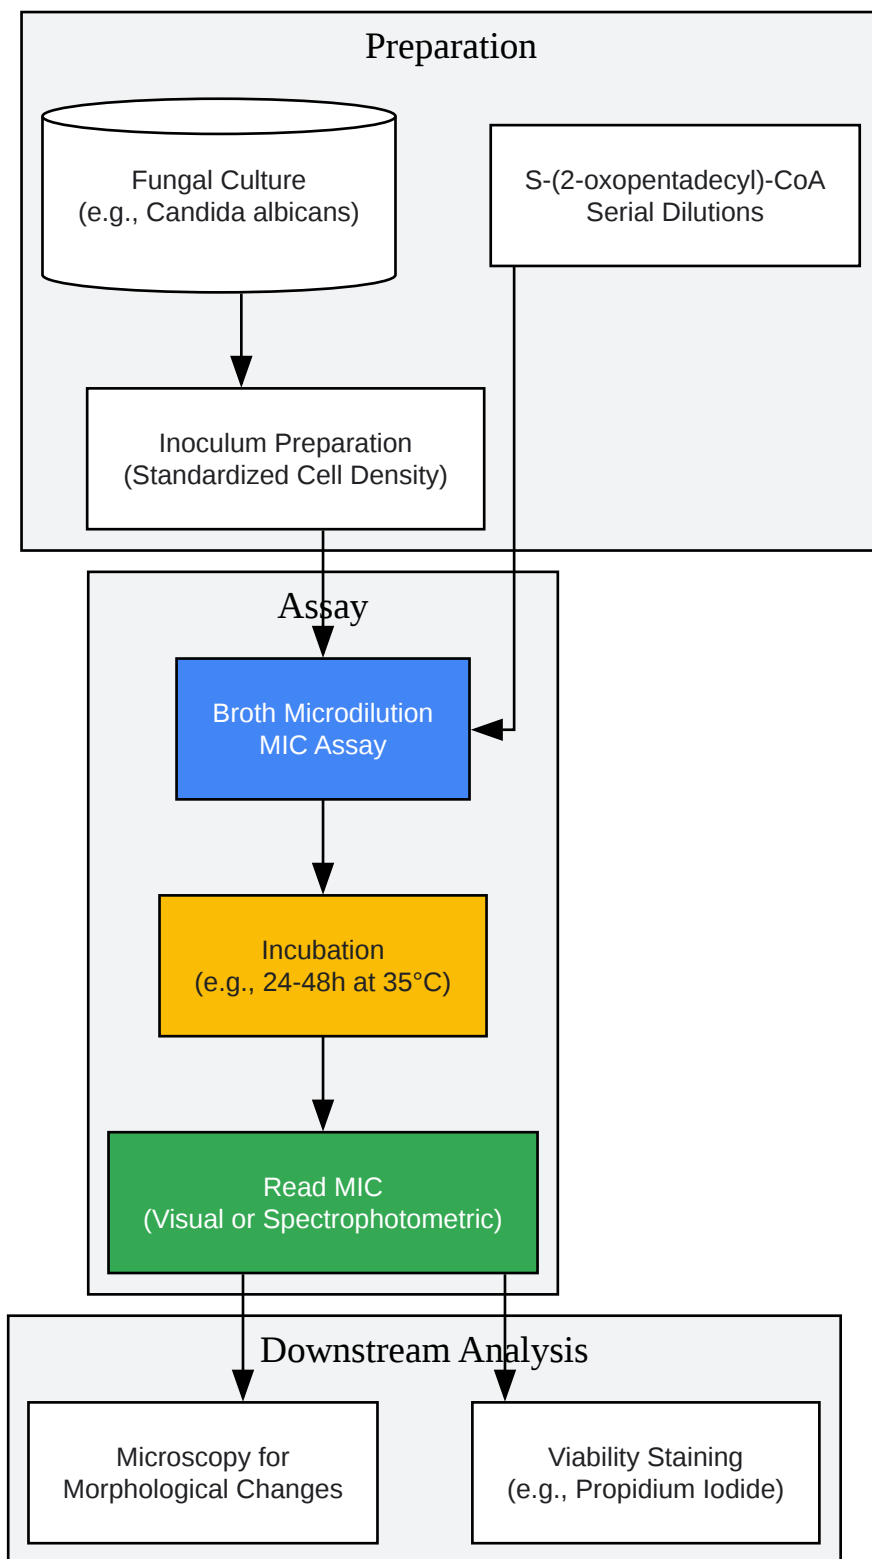 Preparation
Fungal Culture
(e.g., Candida albicans)
S-(2-oxopentadecyl)-CoA
Serial Dilutions
Inoculum Preparation
(Standardized Cell Density)
Assay
Broth Microdilution
MIC Assay
Incubation
(e.g., 24-48h at 35°C)
Read MIC
(Visual or Spectrophotometric)
Downstream Analysis
Microscopy for
Morphological Changes
Viability Staining
(e.g., Propidium Iodide)